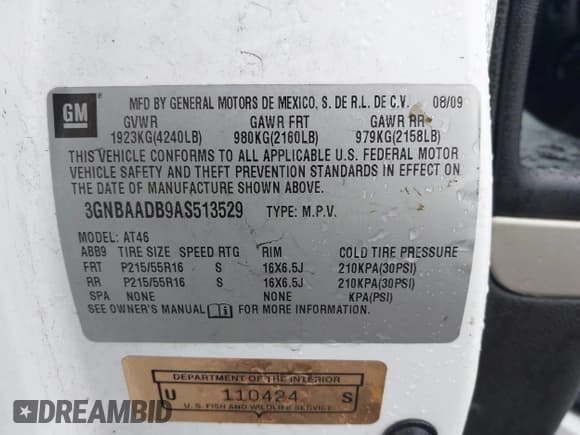 GM
MFD BY GENERAL MOTORS DE MEXICO, S. DE R.L. DE C.V. 08/09
GVWR GAWR FRT GAWR RR
1923KG(4240LB) 980KG(2160LB) 979KG(2158LB)
THIS VEHICLE CONFORMS TO ALL APPLICABLE U.S. FEDERAL MOTOR
VEHICLE SAFETY AND THEFT PREVENTION STANDARDS IN EFFECT ON
THE DATE OF MANUFACTURE SHOWN ABOVE.
3GNBAADB9AS513529 TYPE: M.P.V.
MODEL: AT46
ABB9 TIRE SIZE SPEED RTG RIM COLD TIRE PRESSURE
FRT P215/55R16 S 16X6.5J 210KPA(30PSI)
RR P215/55R16 S 16X6.5J 210KPA(30PSI)
SPA NONE NONE KPA(PSI)
SEE OWNER'S MANUAL FOR MORE INFORMATION.
DEPARTMENT OF THE INTERIOR
U 110424 S
U. S. FISH AND WILDLIFE SERVICE
DREAMBID